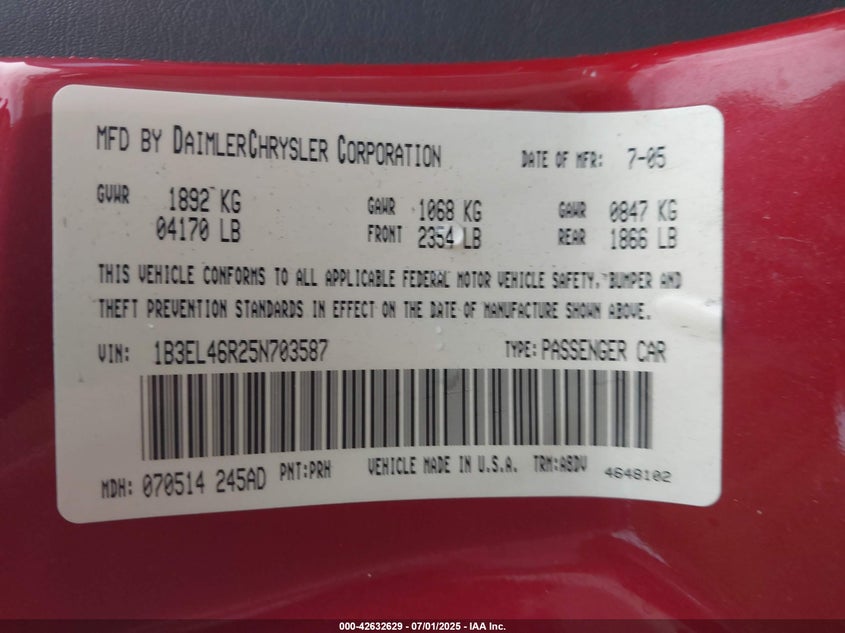 MFD BY DAIMLERCHRYSLER CORPORATION DATE OF MFR: 7-05
GVWR 1892 KG GAWR 1068 KG GAWR 0847 KG
04170 LB FRONT 2354 LB REAR 1866 LB
THIS VEHICLE CONFORMS TO ALL APPLICABLE FEDERAL MOTOR VEHICLE SAFETY, BUMPER AND
THEFT PREVENTION STANDARDS IN EFFECT ON THE DATE OF MANUFACTURE SHOWN ABOVE.
VIN: 1B3EL46R25N703587 TYPE: PASSENGER CAR
MDH: 070514 245AD PNT: PRH VEHICLE MADE IN U.S.A. TRM: A8DV 4648102
000-42632629 - 07/01/2025 - IAA Inc.